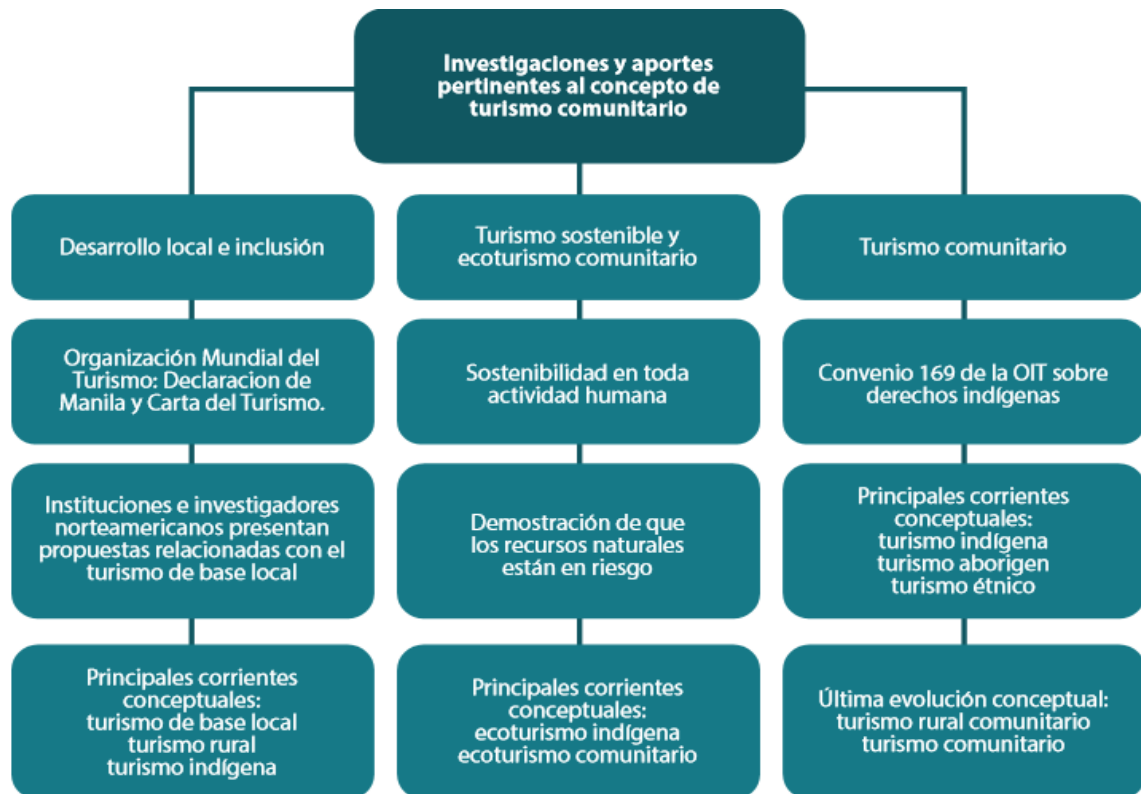 Investigaciones y aportes
pertinentes al concepto de
turismo comunitario
Desarrollo local e inclusión
Organización Mundial del
Turismo: Declaracion de
Manila y Carta del Turismo.
Instituciones e investigadores
norteamericanos presentan
propuestas relacionadas con el
turismo de base local
Principales corrientes
conceptuales:
turismo de base local
turismo rural
turismo indígena
Turismo sostenible y
ecoturismo comunitario
Sostenibilidad en toda
actividad humana
Demostración de que
los recursos naturales
están en riesgo
Principales corrientes
conceptuales:
ecoturismo indígena
ecoturismo comunitario
Turismo comunitario
Convenio 169 de la OIT sobre
derechos indígenas
Principales corrientes
conceptuales:
turismo indígena
turismo aborigen
turismo étnico
Última evolución conceptual:
turismo rural comunitario
turismo comunitario